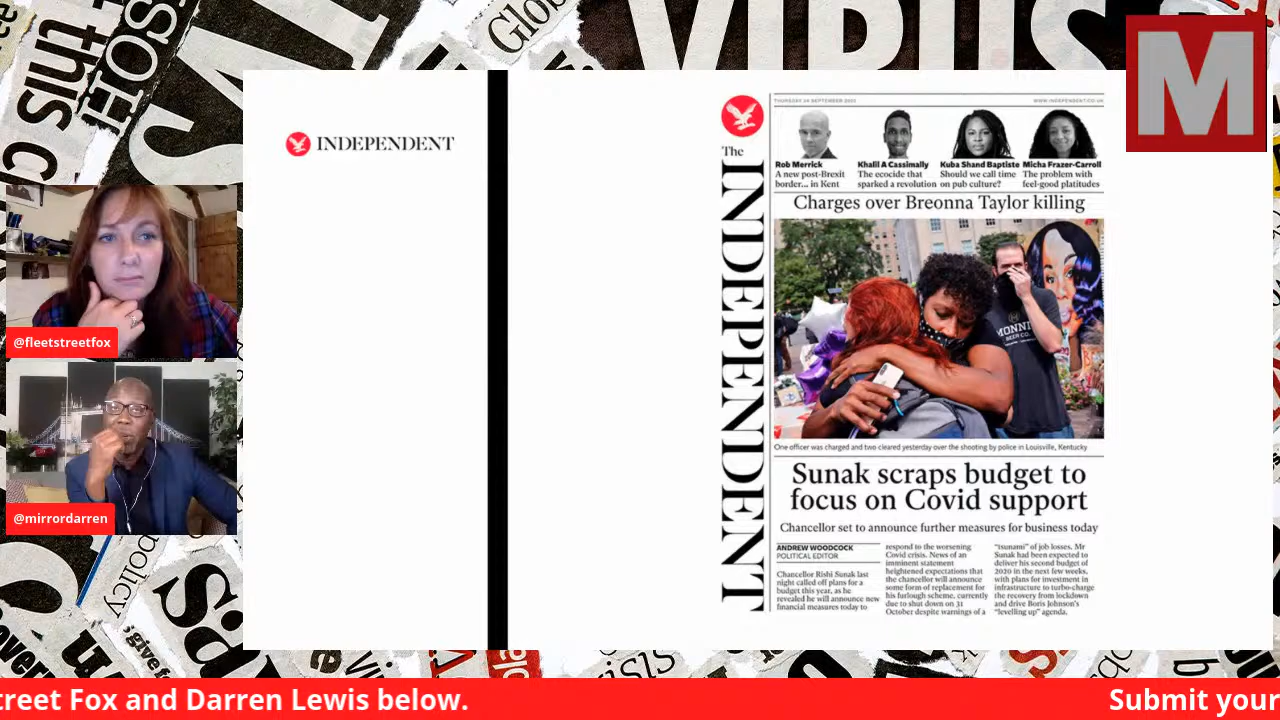 VIRUS
Glob
HSOH
this c
M
INDEPENDENT
THURSDAY 24 SEPTEMBER 2020
WWW.INDEPENDENT.CO.UK
The
INDEPENDENT
Rob Merrick
A new post-Brexit
border... in Kent
Khalil A Cassimally
The ecocide that
sparked a revolution
Kuba Shand Baptiste
Should we call time
on pub culture?
Micha Frazer-Carroll
The problem with
feel-good platitudes
Charges over Breonna Taylor killing
One officer was charged and two cleared yesterday over the shooting by police in Louisville, Kentucky
Sunak scraps budget to
focus on Covid support
Chancellor set to announce further measures for business today
ANDREW WOODCOCK
POLITICAL EDITOR
Chancellor Rishi Sunak last
night called off plans for a
budget this year, as he
revealed he will announce new
financial measures today to
respond to the worsening
Covid crisis. News of an
imminent statement
heightened expectations that
the chancellor will announce
some form of replacement for
his furlough scheme, currently
due to shut down on 31
October despite warnings of a
"tsunami" of job losses. Mr
Sunak had been expected to
deliver his second budget of
2020 in the next few weeks,
with plans for investment in
infrastructure to turbo-charge
the recovery from lockdown
and drive Boris Johnson's
"levelling up" agenda.
@fleetstreetfox
@mirrordarren
policy
give
treet Fox and Darren Lewis below.
Submit your